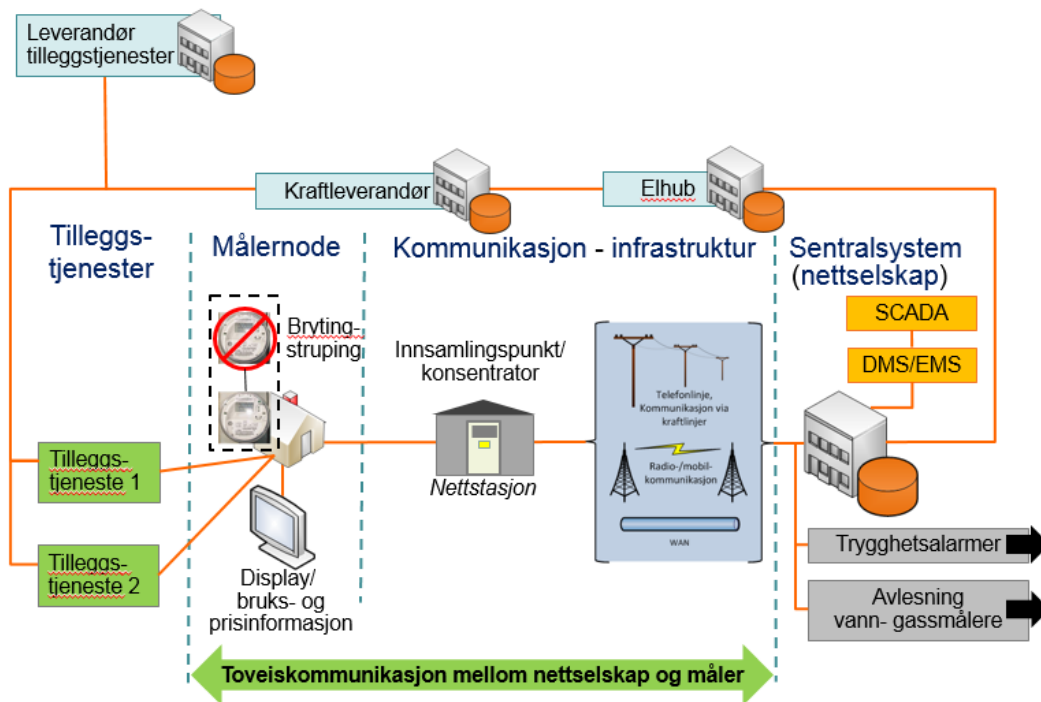 Leverandør
tilleggstjenester
Kraftleverandør
Elhub
Tilleggs-
tjenester
Målernode
Kommunikasjon - infrastruktur
Sentralsystem
(nettselskap)
SCADA
DMS/EMS
Bryting-
struping
Innsamlingspunkt/
konsentrator
Nettstasjon
Telefonlinje,
Kommunikasjon via
kraftlinjer
Radio-/mobil-
kommunikasjon
WAN
Tilleggs-
tjeneste 1
Tilleggs-
tjeneste 2
Display/
bruks- og
prisinformasjon
Trygghetsalarmer
Avlesning
vann- gassmålere
Toveiskommunikasjon mellom nettselskap og måler